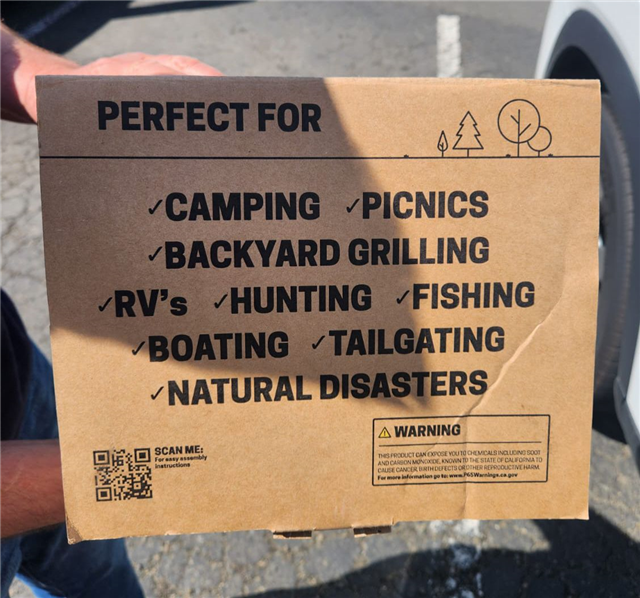 PERFECT FOR
✓CAMPING ✓PICNICS
✓BACKYARD GRILLING
✓RV's ✓HUNTING ✓FISHING
✓BOATING ✓TAILGATING
✓NATURAL DISASTERS
SCAN ME:
For easy assembly
instructions
WARNING
THIS PRODUCT CAN EXPOSE YOU TO CHEMICALS INCLUDING SOOT
AND CARBON MONOXIDE, KNOWN TO THE STATE OF CALIFORNIA TO
CAUSE CANCER, BIRTH DEFECTS OR OTHER REPRODUCTIVE HARM.
For more information go to: www.P65Warnings.ca.gov